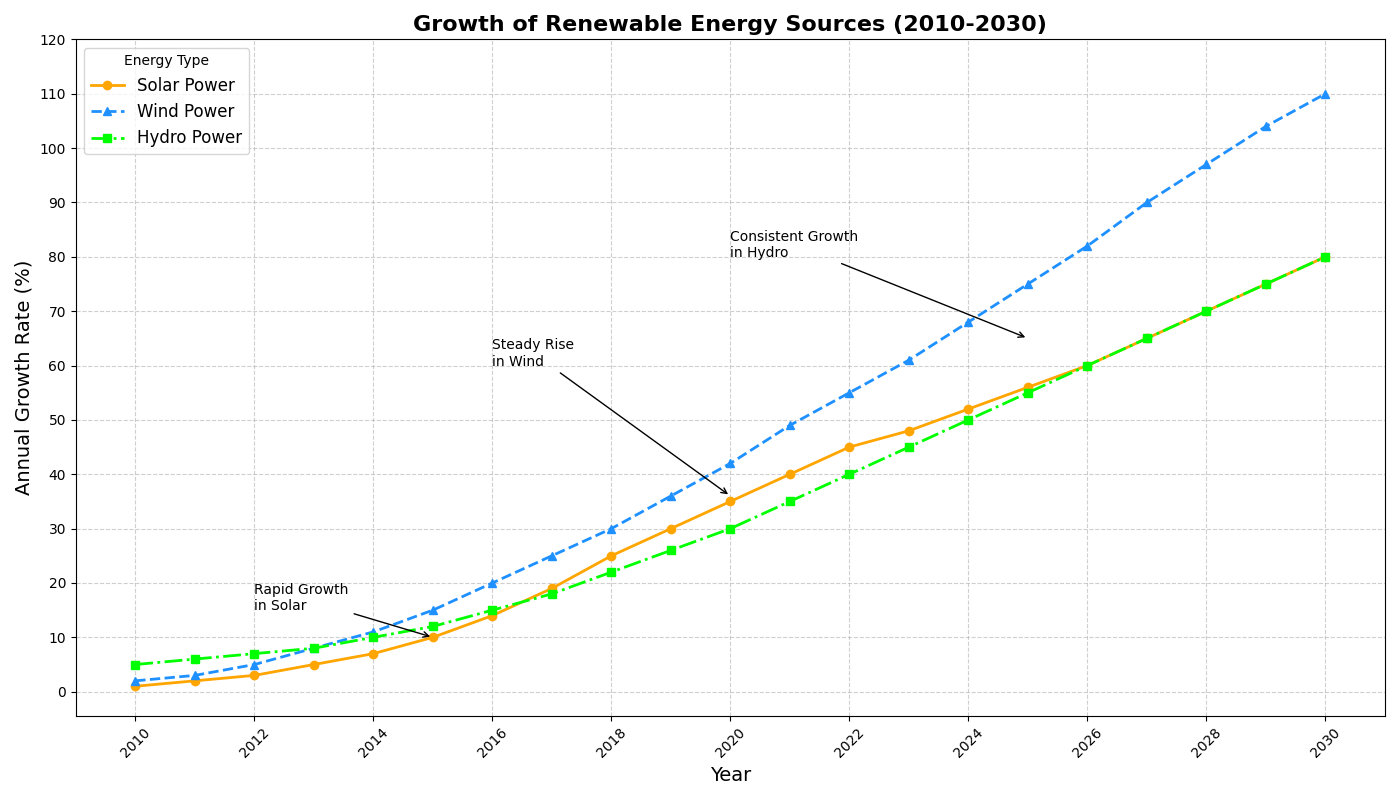 Growth of Renewable Energy Sources (2010-2030)
Energy Type
Solar Power
Wind Power
Hydro Power
Annual Growth Rate (%)
120
110
100
90
80
70
60
50
40
30
20
10
0
Consistent Growth
in Hydro
Steady Rise
in Wind
Rapid Growth
in Solar
2010
2012
2014
2016
2018
2020
2022
2024
2026
2028
2030
Year